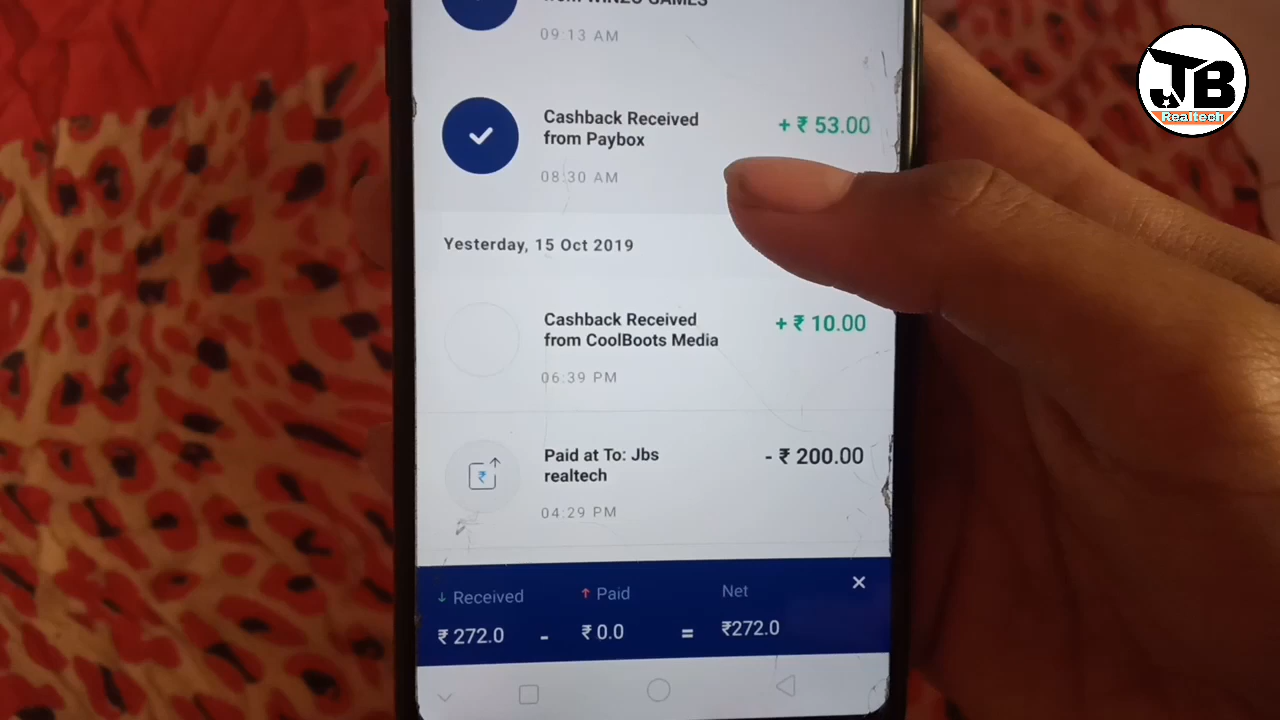 from WINZO GAMES
09:13 AM
Cashback Received
from Paybox
+ ₹ 53.00
08:30 AM
Yesterday, 15 Oct 2019
Cashback Received
from CoolBoots Media
+ ₹ 10.00
06:39 PM
Paid at To: Jbs
realtech
- ₹ 200.00
04:29 PM
↓ Received
↑ Paid
Net
×
₹ 272.0 - ₹ 0.0 = ₹272.0
JB
Realtech